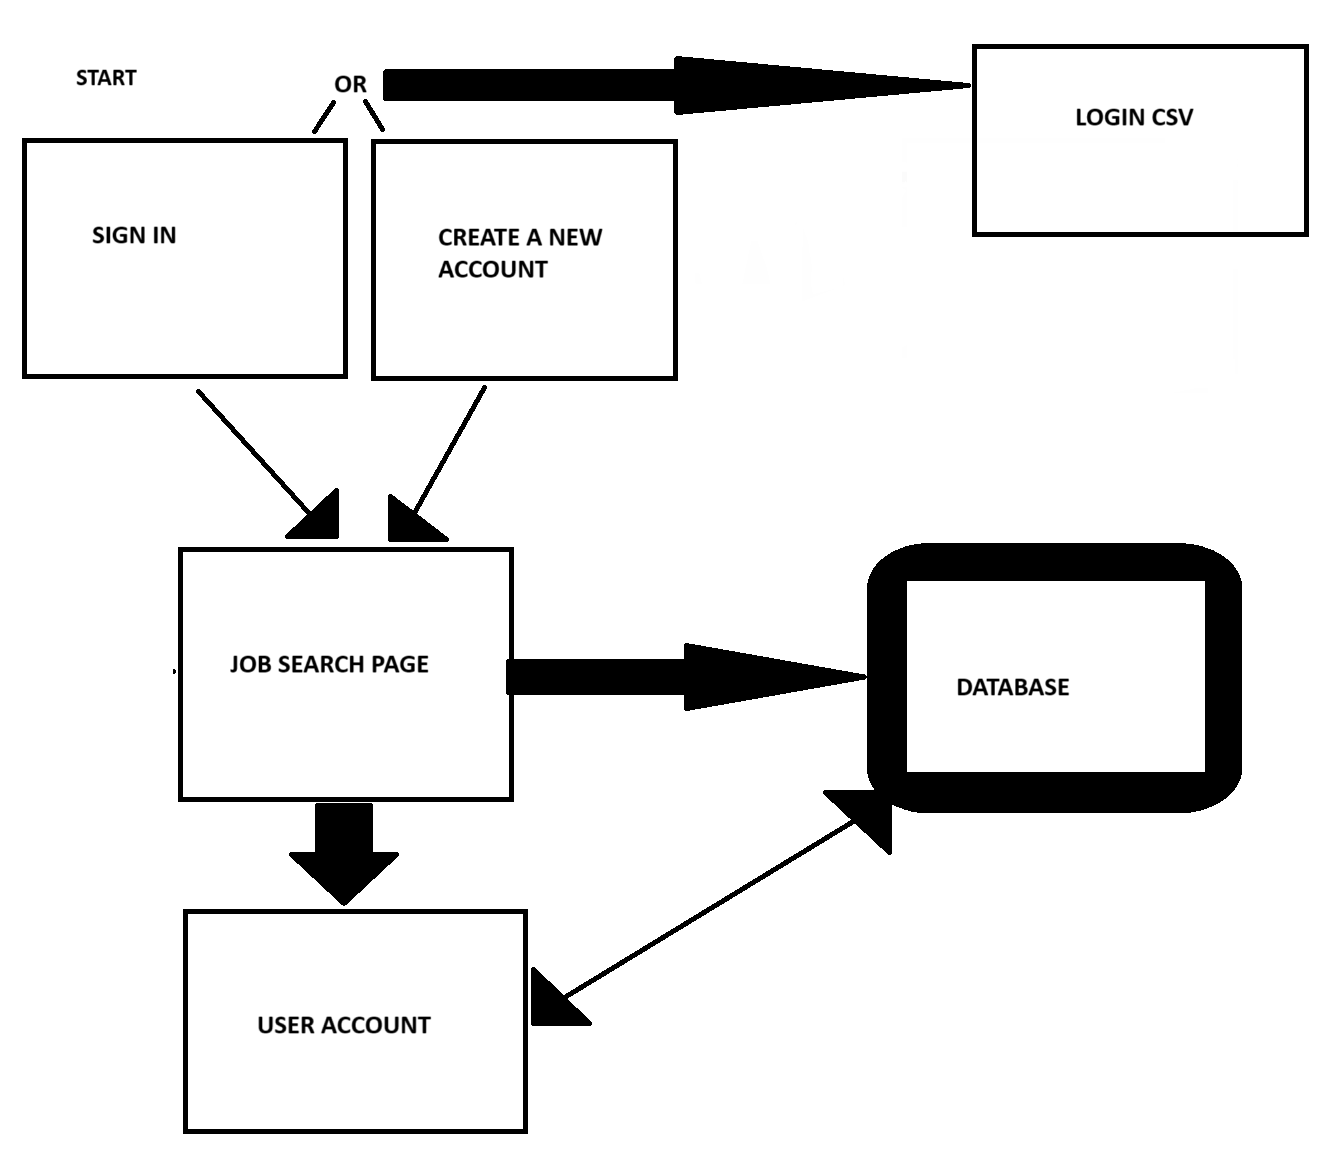 START
OR
LOGIN CSV
SIGN IN
CREATE A NEW
ACCOUNT
JOB SEARCH PAGE
DATABASE
USER ACCOUNT